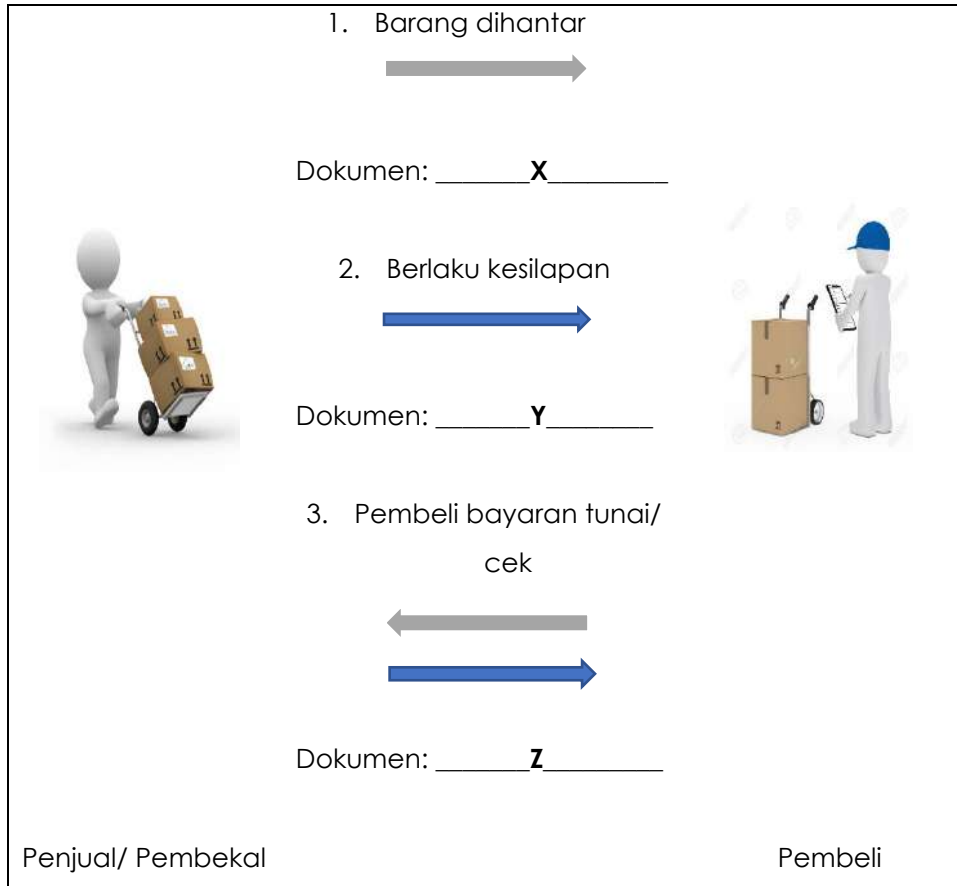 1. Barang dihantar
Dokumen: _______X_________
2. Berlaku kesilapan
Dokumen: _______Y________
3. Pembeli bayaran tunai/
cek
Dokumen: _______Z_________
Penjual/ Pembekal
Pembeli